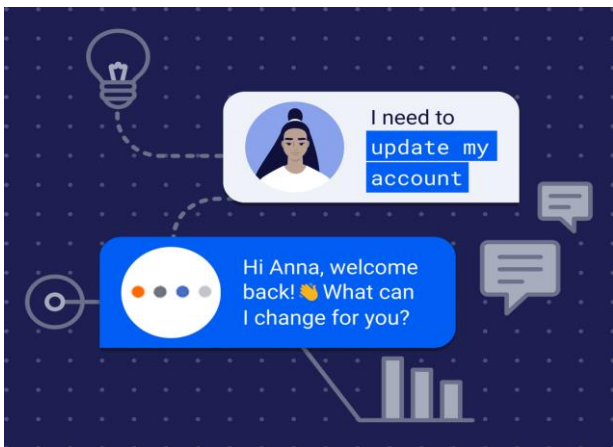 I need to
update my
account
Hi Anna, welcome
back!👋 What can
I change for you?